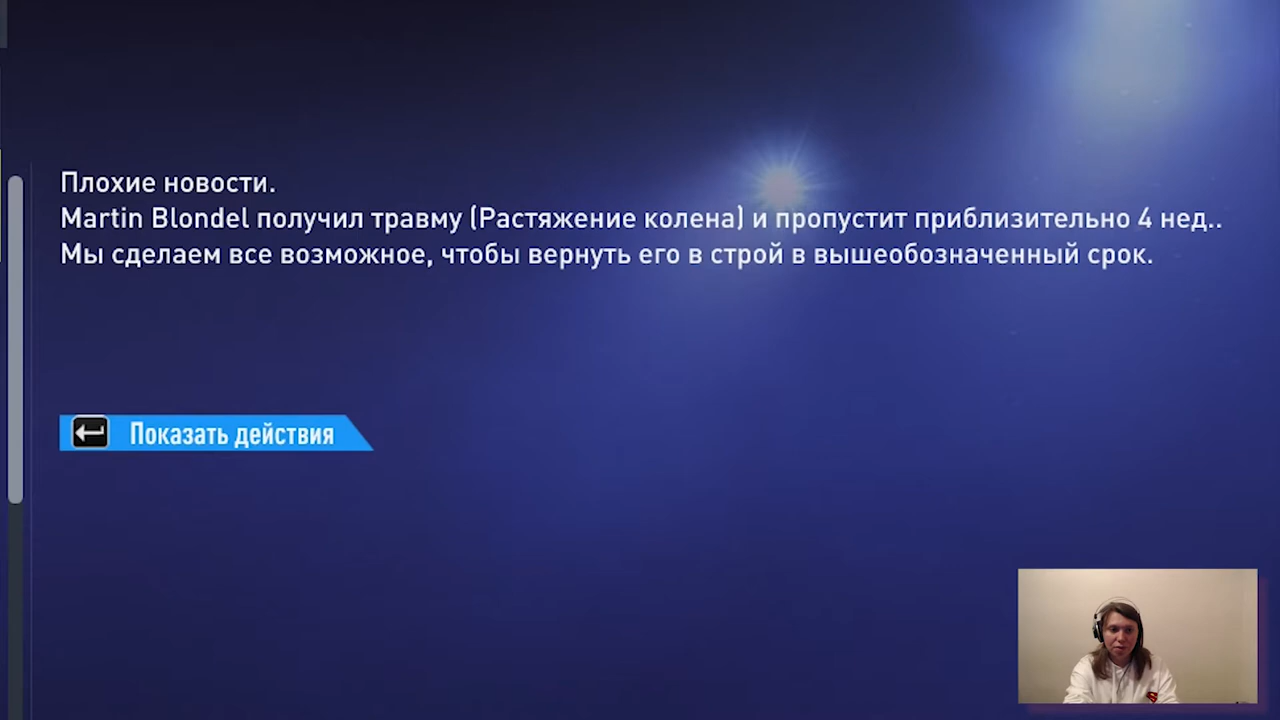 Плохие новости.
Martin Blondel получил травму (Растяжение колена) и пропустит приблизительно 4 нед..
Мы сделаем все возможное, чтобы вернуть его в строй в вышеобозначенный срок.
Показать действия